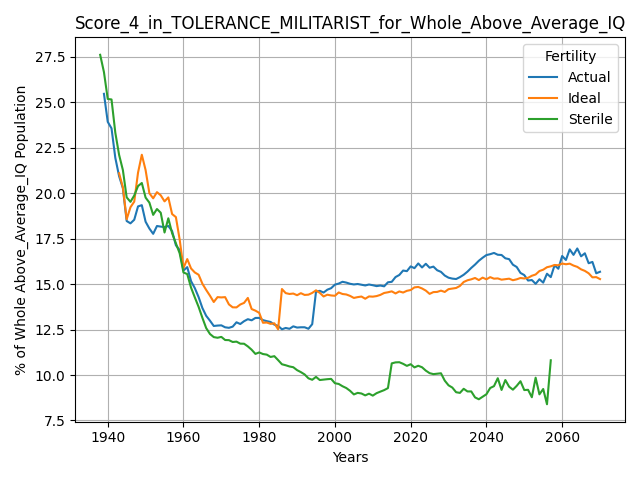 Score_4_in_TOLERANCE_MILITARIST_for_Whole_Above_Average_IQ
% of Whole Above_Average_IQ Population
27.5
25.0
22.5
20.0
17.5
15.0
12.5
10.0
7.5
Fertility
Actual
Ideal
Sterile
1940 1960 1980 2000 2020 2040 2060
Years